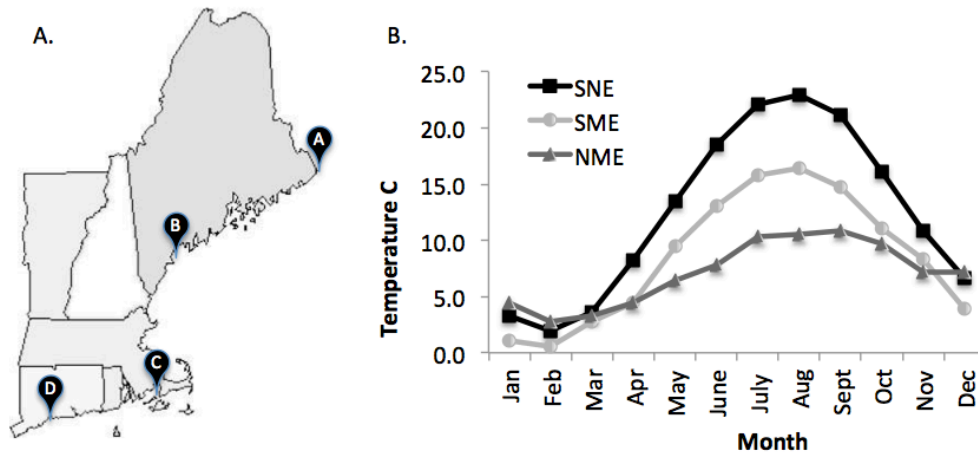 A.
A
B
C
D
B.
SNE
SME
NME
Temperature C
25.0
20.0
15.0
10.0
5.0
0.0
Jan
Feb
Mar
Apr
May
June
July
Aug
Sept
Oct
Nov
Dec
Month